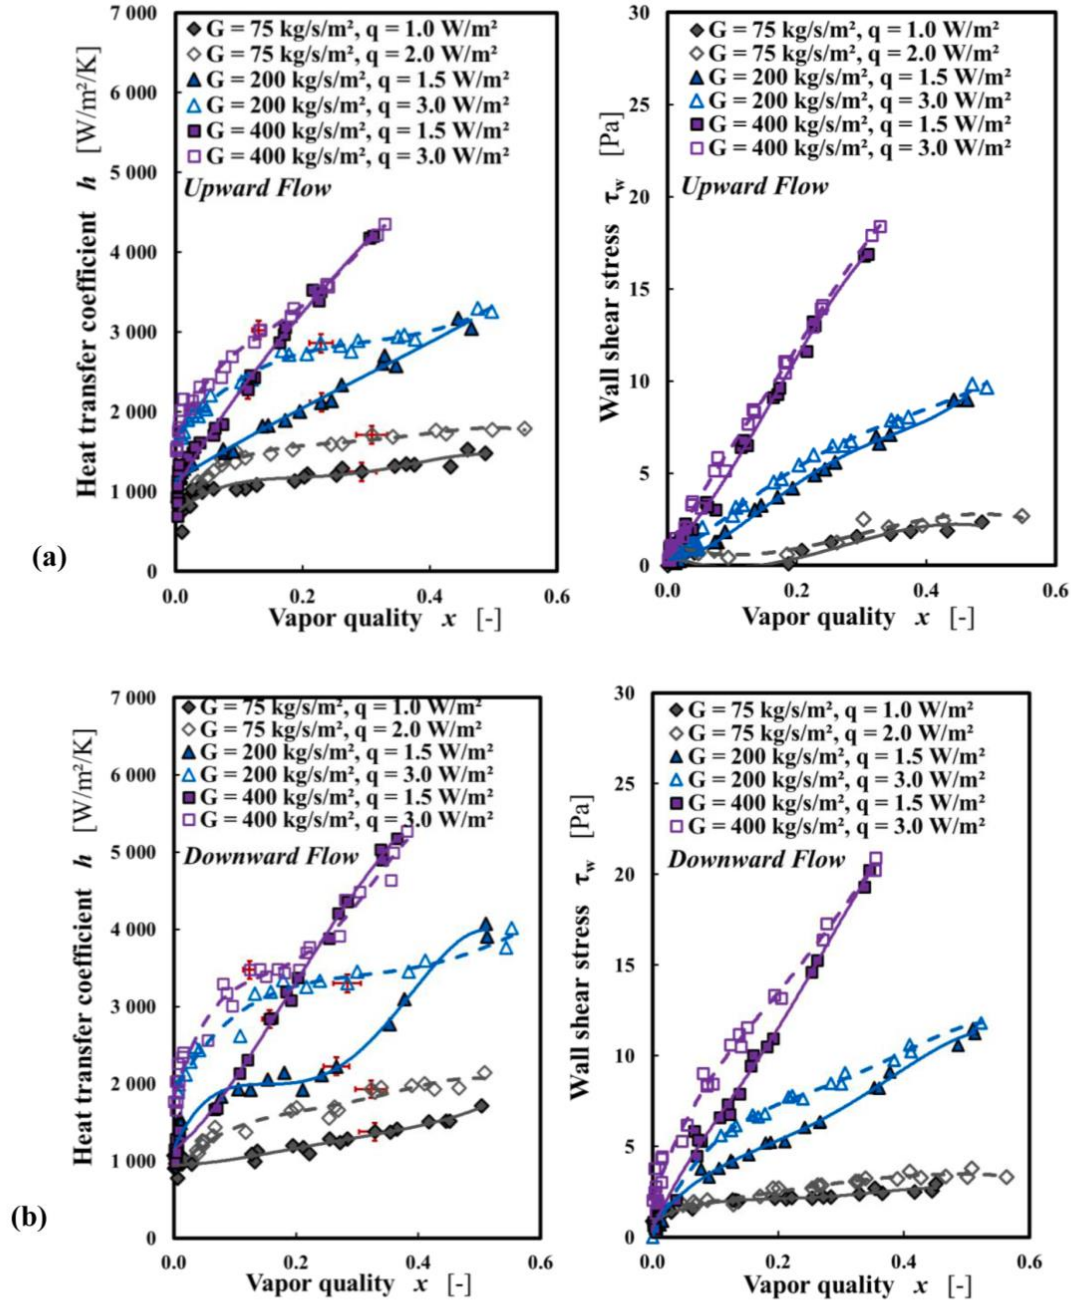 Heat transfer coefficient h [W/m²/K]
7 000
6 000
5 000
4 000
3 000
2 000
1 000
0
G = 75 kg/s/m², q = 1.0 W/m²
G = 75 kg/s/m², q = 2.0 W/m²
G = 200 kg/s/m², q = 1.5 W/m²
G = 200 kg/s/m², q = 3.0 W/m²
G = 400 kg/s/m², q = 1.5 W/m²
G = 400 kg/s/m², q = 3.0 W/m²
Upward Flow
0.0 0.2 0.4 0.6
Vapor quality x [-]
Wall shear stress τw [Pa]
30
25
20
15
10
5
0
G = 75 kg/s/m², q = 1.0 W/m²
G = 75 kg/s/m², q = 2.0 W/m²
G = 200 kg/s/m², q = 1.5 W/m²
G = 200 kg/s/m², q = 3.0 W/m²
G = 400 kg/s/m², q = 1.5 W/m²
G = 400 kg/s/m², q = 3.0 W/m²
Upward Flow
0.0 0.2 0.4 0.6
Vapor quality x [-]
(a)
Heat transfer coefficient h [W/m²/K]
7 000
6 000
5 000
4 000
3 000
2 000
1 000
0
G = 75 kg/s/m², q = 1.0 W/m²
G = 75 kg/s/m², q = 2.0 W/m²
G = 200 kg/s/m², q = 1.5 W/m²
G = 200 kg/s/m², q = 3.0 W/m²
G = 400 kg/s/m², q = 1.5 W/m²
G = 400 kg/s/m², q = 3.0 W/m²
Downward Flow
0.0 0.2 0.4 0.6
Vapor quality x [-]
Wall shear stress τw [Pa]
30
25
20
15
10
5
0
G = 75 kg/s/m², q = 1.0 W/m²
G = 75 kg/s/m², q = 2.0 W/m²
G = 200 kg/s/m², q = 1.5 W/m²
G = 200 kg/s/m², q = 3.0 W/m²
G = 400 kg/s/m², q = 1.5 W/m²
G = 400 kg/s/m², q = 3.0 W/m²
Downward Flow
0.0 0.2 0.4 0.6
Vapor quality x [-]
(b)